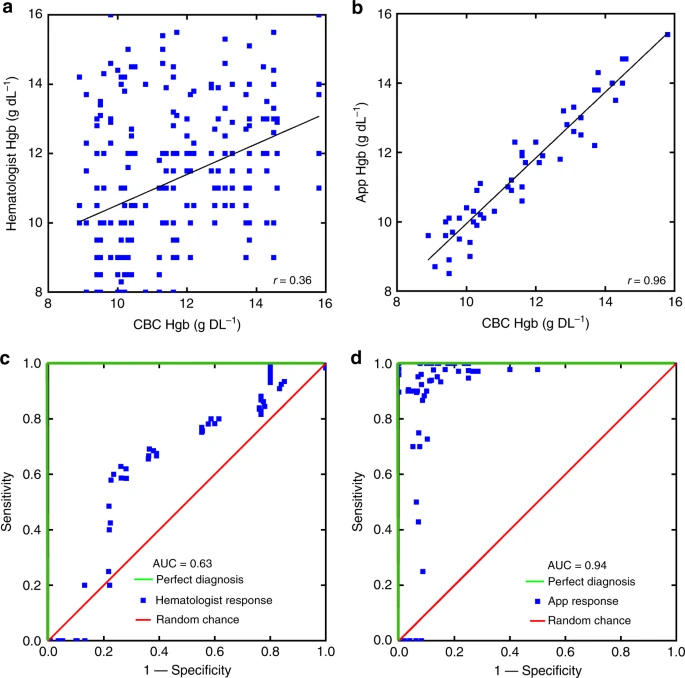 a
16
14
12
10
8
Hematologist Hgb (g dL⁻¹)
r = 0.36
8 10 12 14 16
CBC Hgb (g DL⁻¹)
b
16
14
12
10
8
App Hgb (g dL⁻¹)
r = 0.96
8 10 12 14 16
CBC Hgb (g DL⁻¹)
c
1.0
0.8
0.6
0.4
0.2
0.0
Sensitivity
AUC = 0.63
Perfect diagnosis
Hematologist response
Random chance
0.0 0.2 0.4 0.6 0.8 1.0
1 — Specificity
d
1.0
0.8
0.6
0.4
0.2
0.0
Sensitivity
AUC = 0.94
Perfect diagnosis
App response
Random chance
0.0 0.2 0.4 0.6 0.8 1.0
1 — Specificity